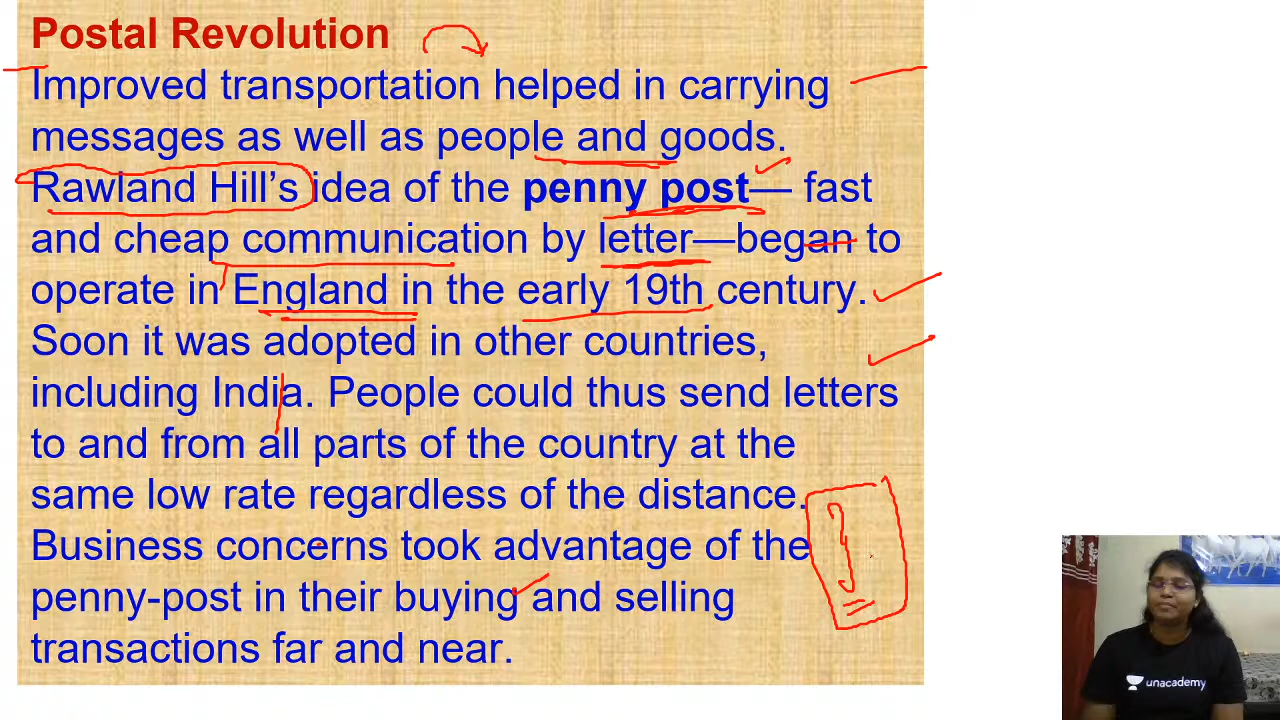 Postal Revolution
Improved transportation helped in carrying
messages as well as people and goods.
Rawland Hill's idea of the penny post— fast
and cheap communication by letter—began to
operate in England in the early 19th century.
Soon it was adopted in other countries,
including India. People could thus send letters
to and from all parts of the country at the
same low rate regardless of the distance.
Business concerns took advantage of the
penny-post in their buying and selling
transactions far and near.
unacademy